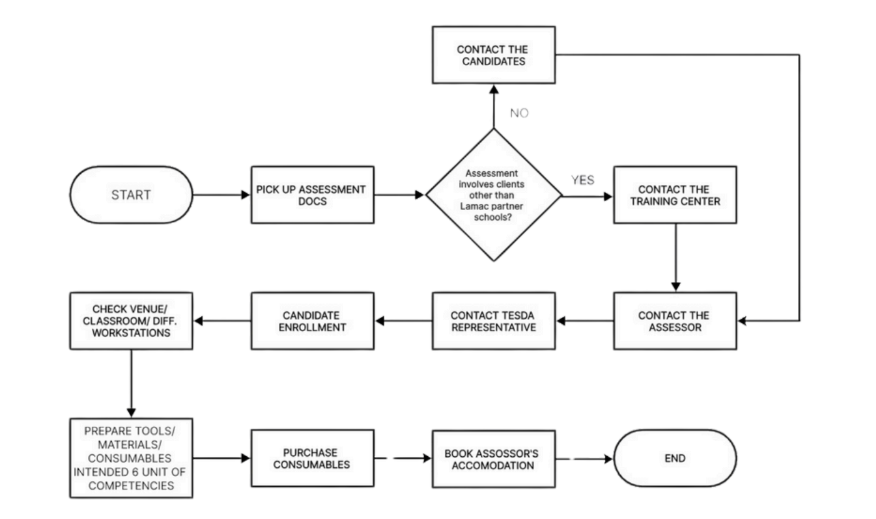 CONTACT THE
CANDIDATES
NO
START
PICK UP ASSESSMENT
DOCS
Assessment
involves clients
other than
Lamac partner
schools?
YES
CONTACT THE
TRAINING CENTER
CHECK VENUE/
CLASSROOM/ DIFF.
WORKSTATIONS
CANDIDATE
ENROLLMENT
CONTACT TESDA
REPRESENTATIVE
CONTACT THE
ASSESSOR
PREPARE TOOLS/
MATERIALS/
CONSUMABLES
INTENDED 6 UNIT OF
COMPETENCIES
PURCHASE
CONSUMABLES
BOOK ASSOSSOR'S
ACCOMODATION
END